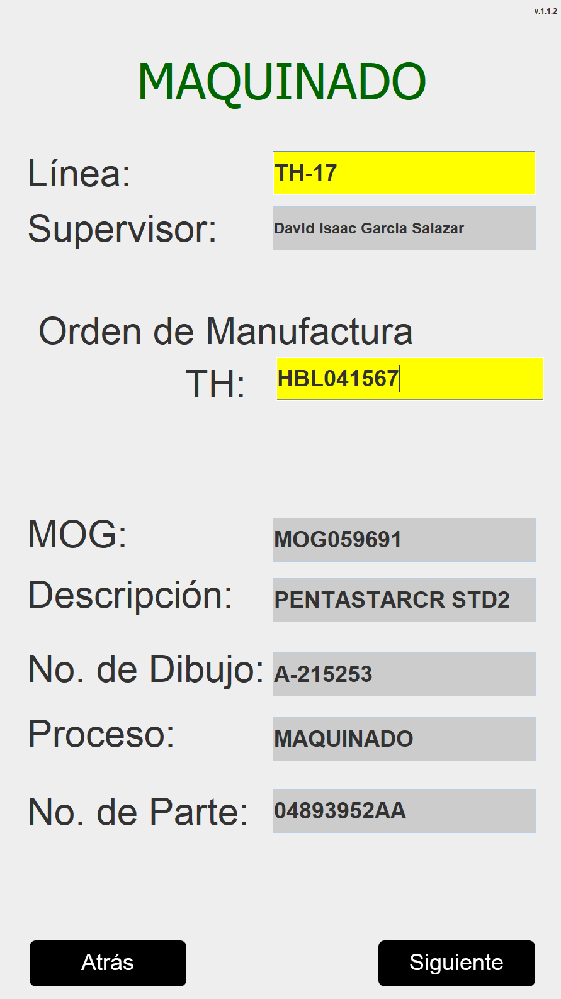 v.1.1.2
MAQUINADO
Línea: TH-17
Supervisor: David Isaac Garcia Salazar
Orden de Manufactura
TH: HBL041567
MOG: MOG059691
Descripción: PENTASTARCR STD2
No. de Dibujo: A-215253
Proceso: MAQUINADO
No. de Parte: 04893952AA
Atrás Siguiente